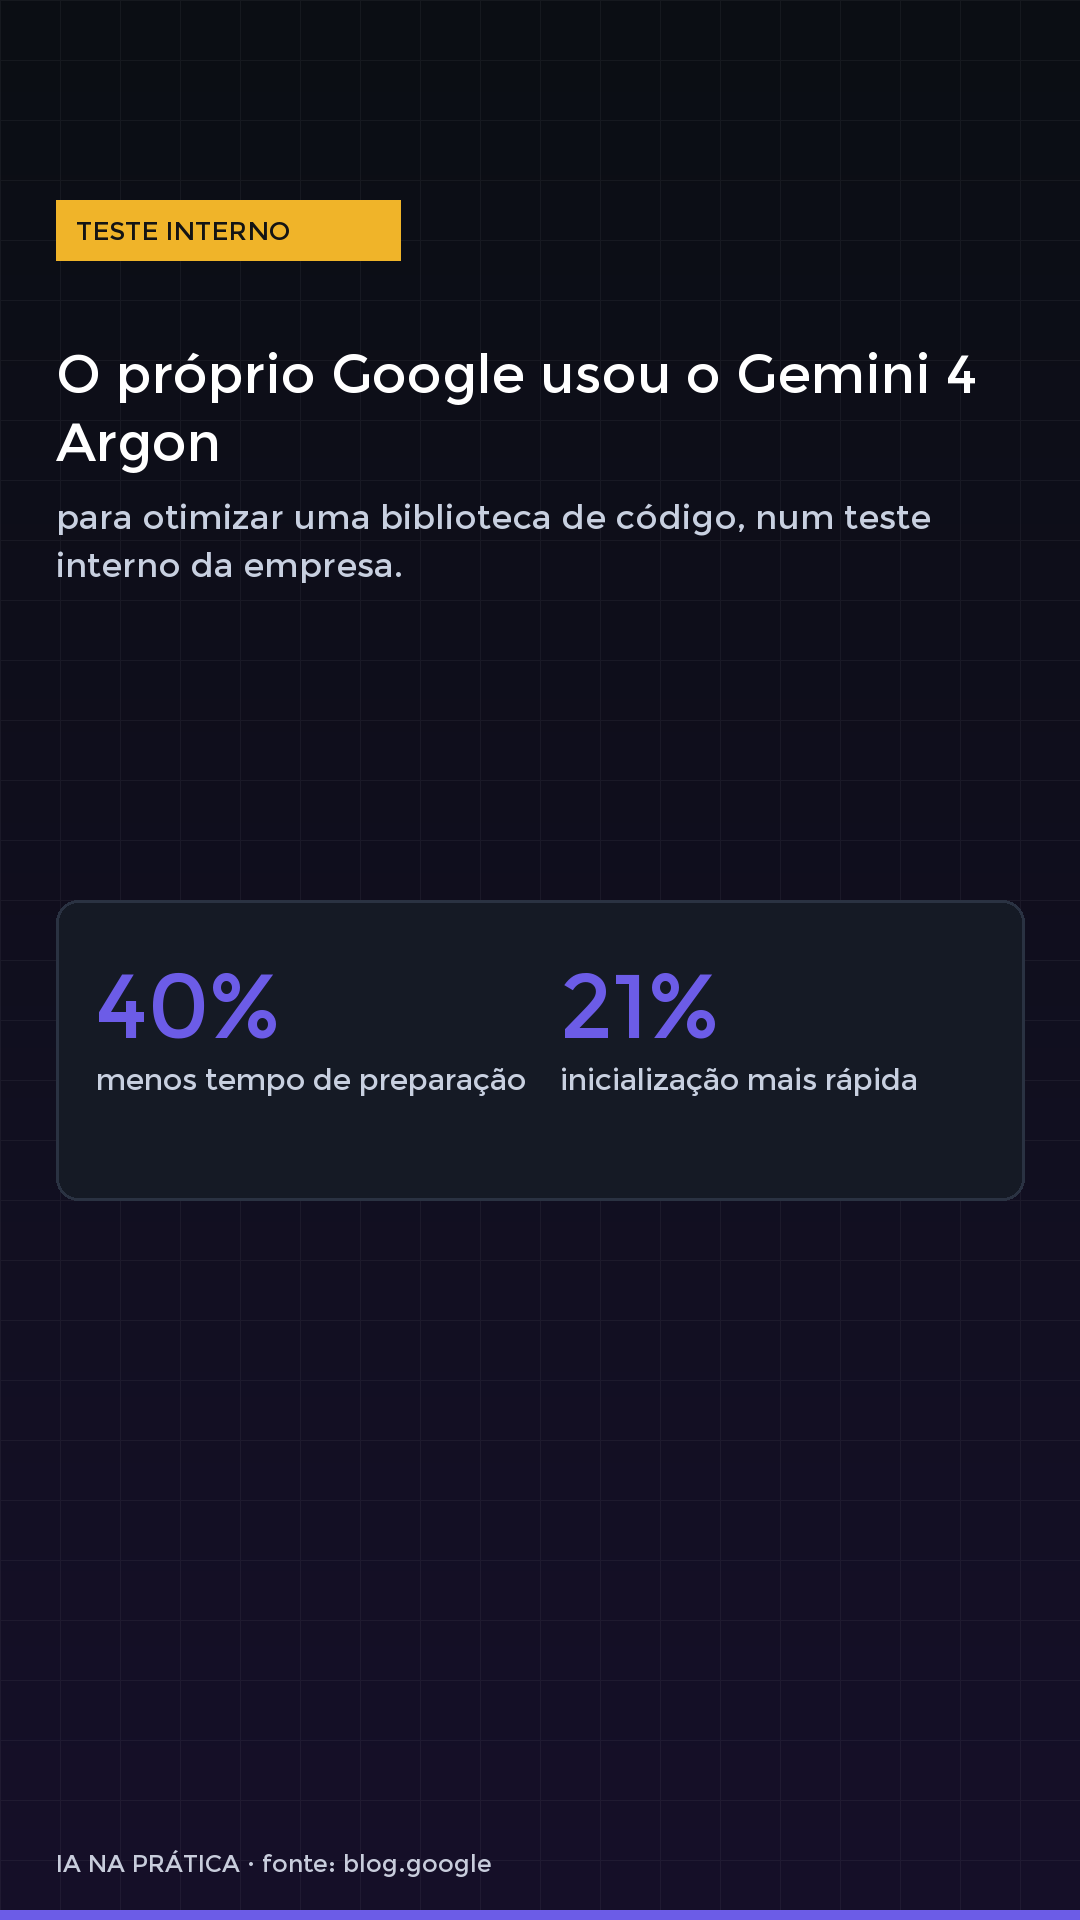 TESTE INTERNO
O próprio Google usou o Gemini 4
Argon
para otimizar uma biblioteca de código, num teste
interno da empresa.
40%
menos tempo de preparação
21%
inicialização mais rápida
IA NA PRÁTICA · fonte: blog.google